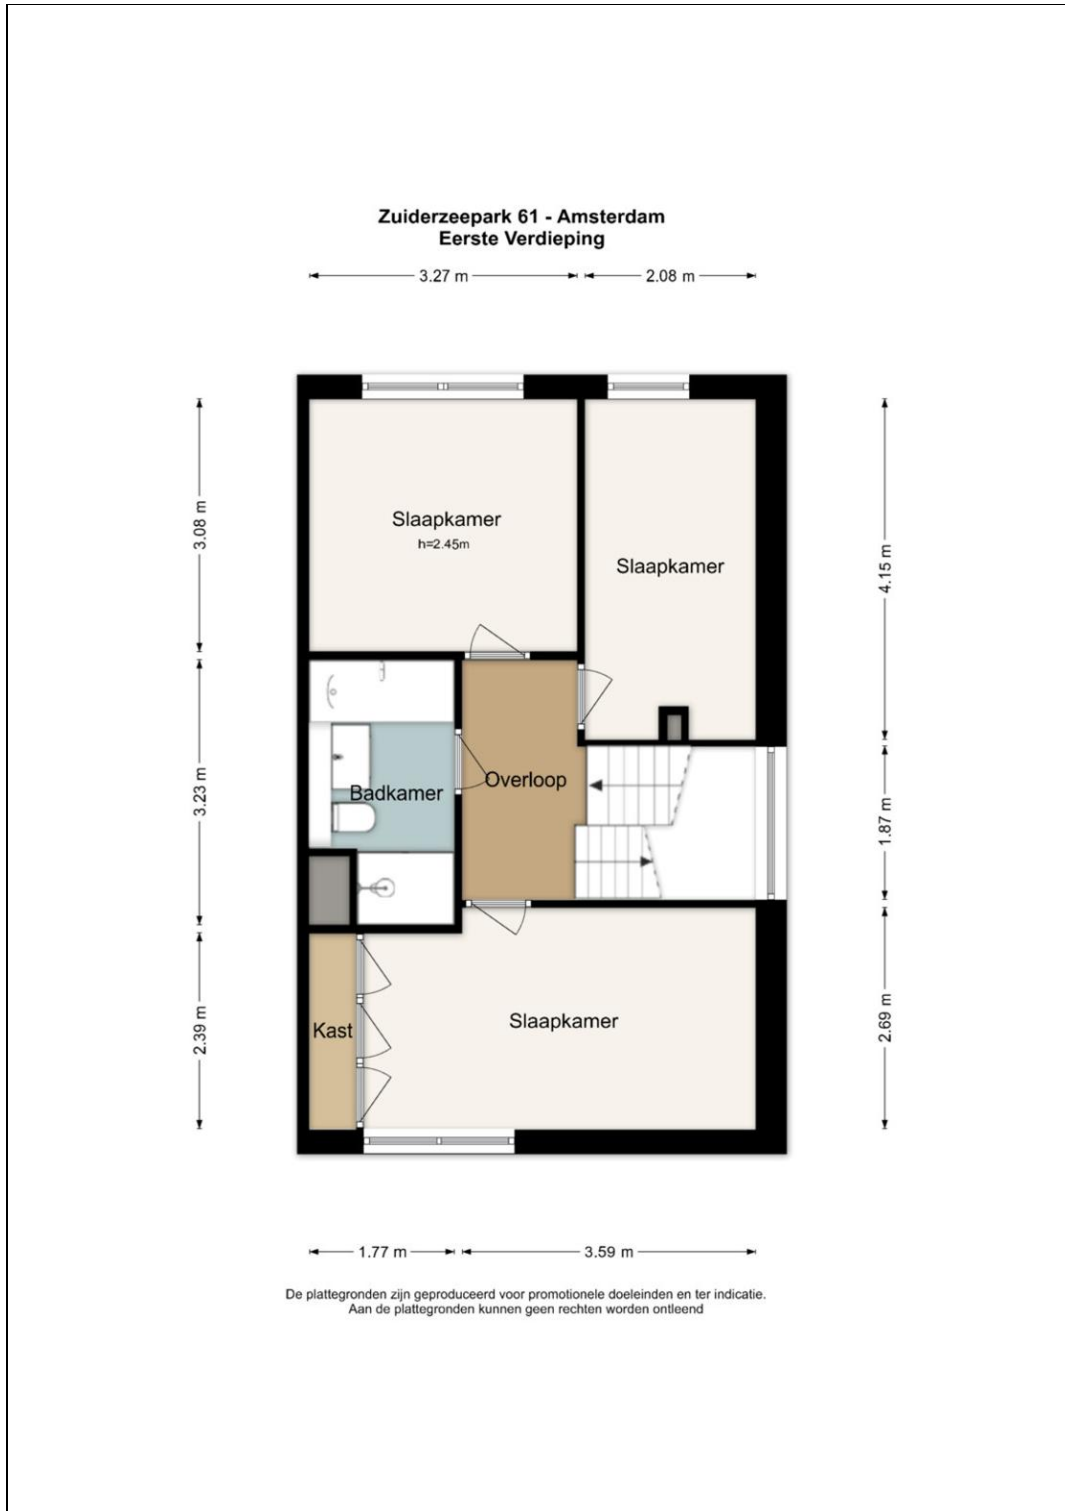 Zuiderzeepark 61 - Amsterdam
Eerste Verdieping
3.27 m
2.08 m
3.08 m
Slaapkamer
h=2.45m
Slaapkamer
4.15 m
3.23 m
Badkamer
Overloop
1.87 m
2.39 m
Kast
Slaapkamer
2.69 m
1.77 m
3.59 m
De plattegronden zijn geproduceerd voor promotionele doeleinden en ter indicatie.
Aan de plattegronden kunnen geen rechten worden ontleend